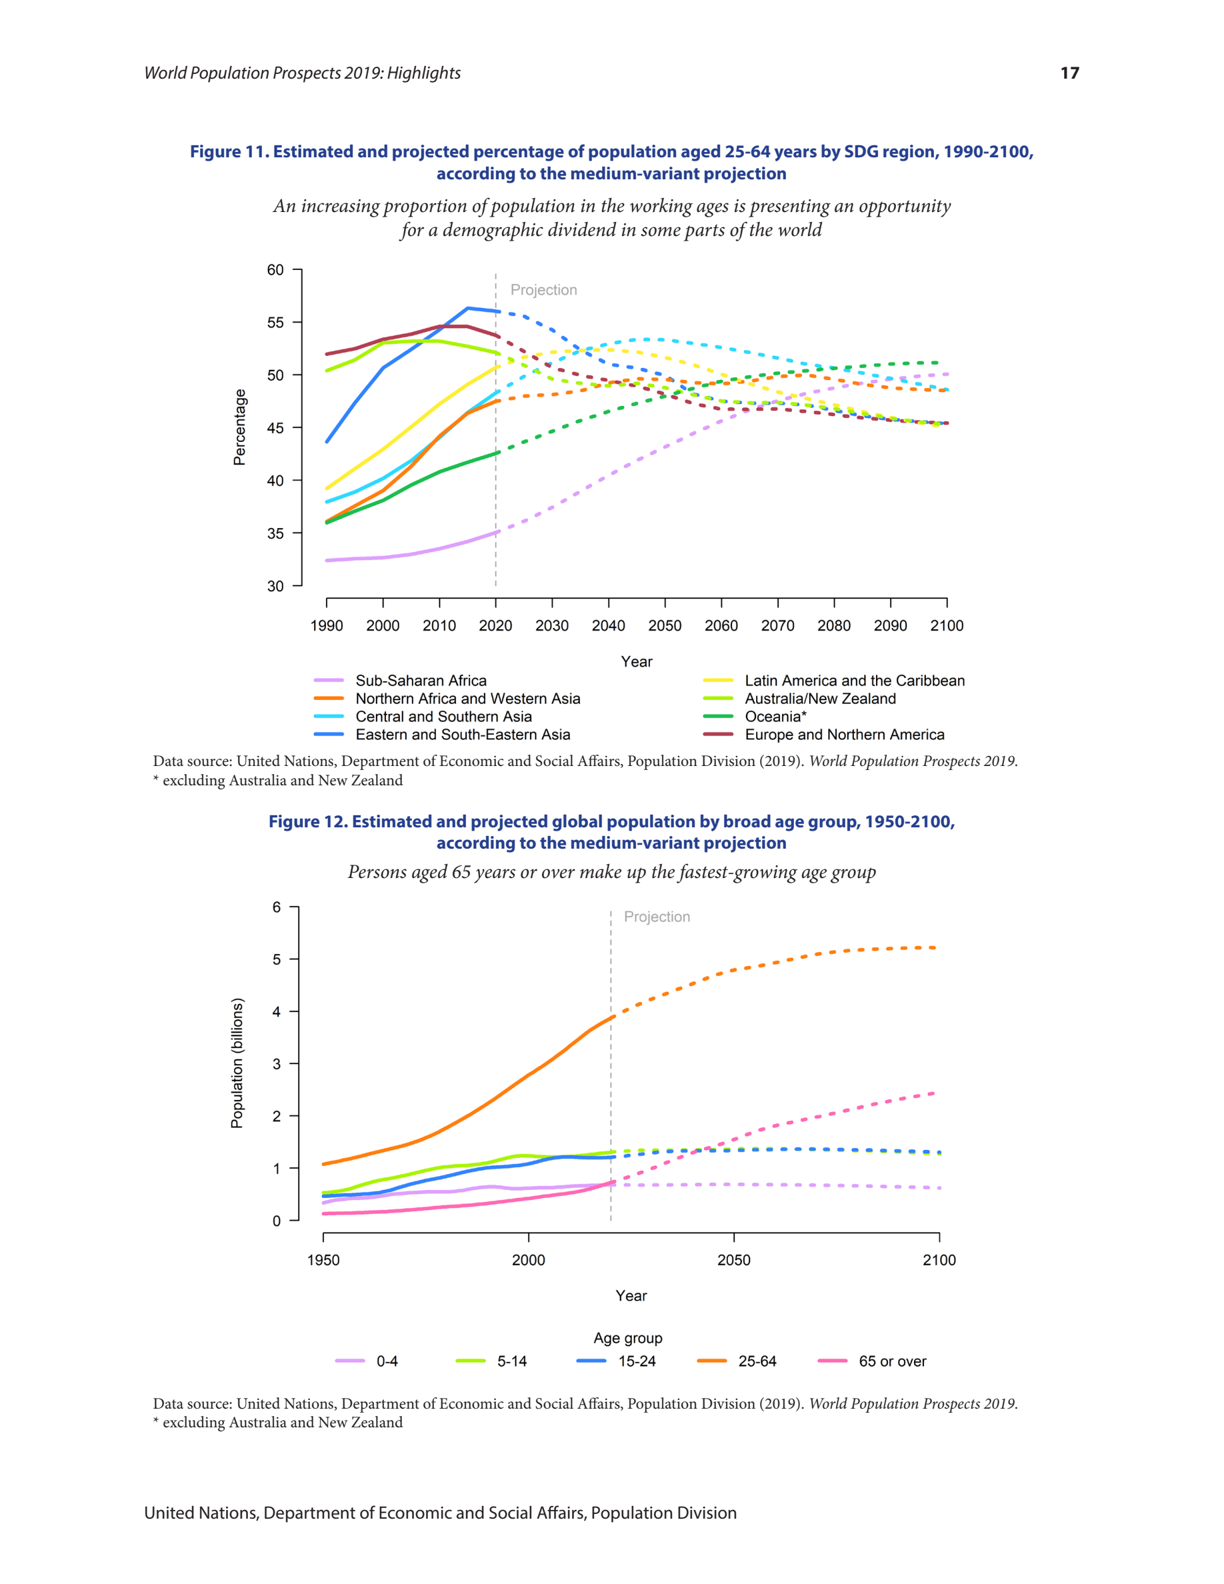 World Population Prospects 2019: Highlights
17
Figure 11. Estimated and projected percentage of population aged 25-64 years by SDG region, 1990-2100,
according to the medium-variant projection
An increasing proportion of population in the working ages is presenting an opportunity
for a demographic dividend in some parts of the world
60
55
50
45
40
35
30
Percentage
Projection
1990 2000 2010 2020 2030 2040 2050 2060 2070 2080 2090 2100
Year
Sub-Saharan Africa
Northern Africa and Western Asia
Central and Southern Asia
Eastern and South-Eastern Asia
Latin America and the Caribbean
Australia/New Zealand
Oceania*
Europe and Northern America
Data source: United Nations, Department of Economic and Social Affairs, Population Division (2019). World Population Prospects 2019.
* excluding Australia and New Zealand
Figure 12. Estimated and projected global population by broad age group, 1950-2100,
according to the medium-variant projection
Persons aged 65 years or over make up the fastest-growing age group
6
5
4
3
2
1
0
Population (billions)
Projection
1950 2000 2050 2100
Year
Age group
0-4 5-14 15-24 25-64 65 or over
Data source: United Nations, Department of Economic and Social Affairs, Population Division (2019). World Population Prospects 2019.
* excluding Australia and New Zealand
United Nations, Department of Economic and Social Affairs, Population Division